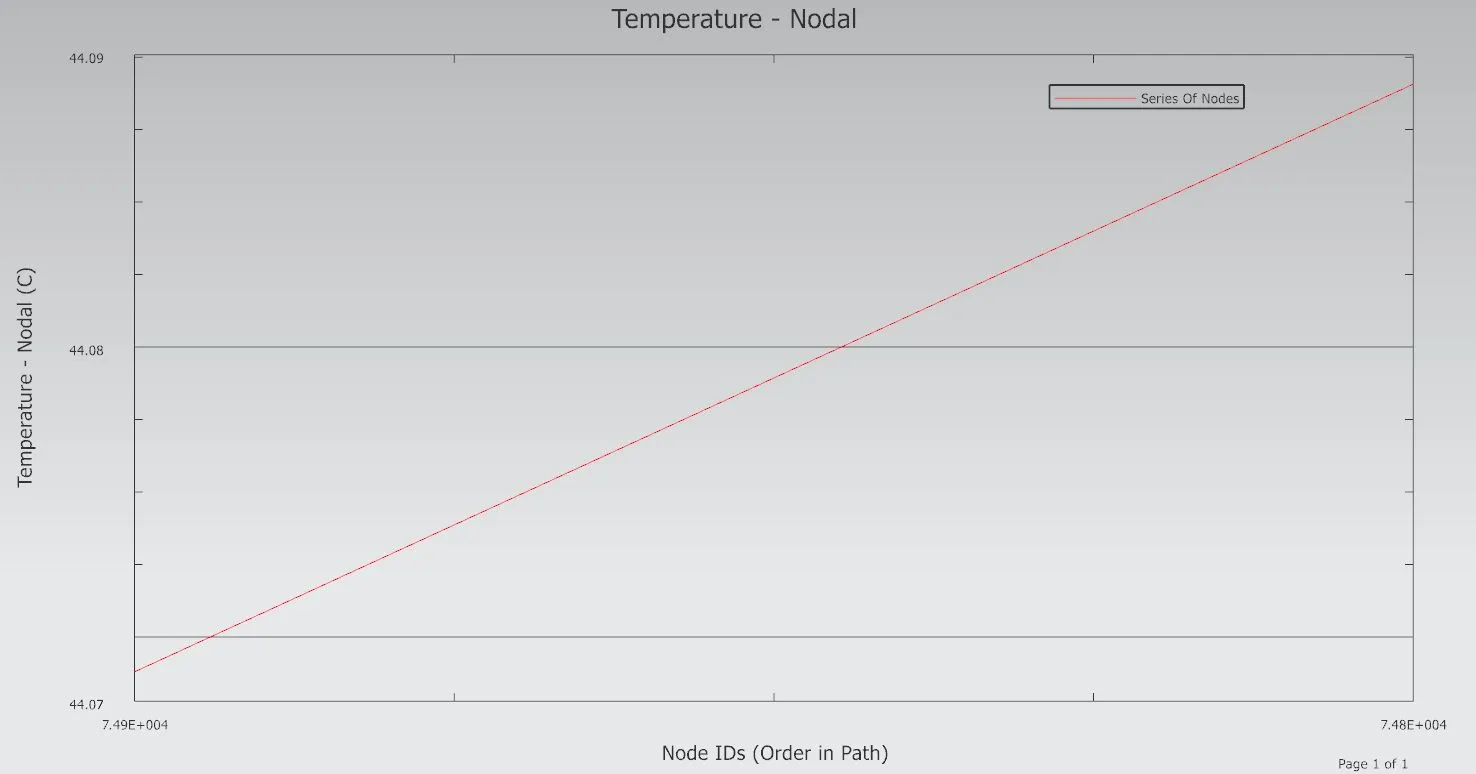 Temperature - Nodal
44.09
Series Of Nodes
Temperature - Nodal (C)
44.08
44.07
7.49E+004
7.48E+004
Node IDs (Order in Path)
Page 1 of 1